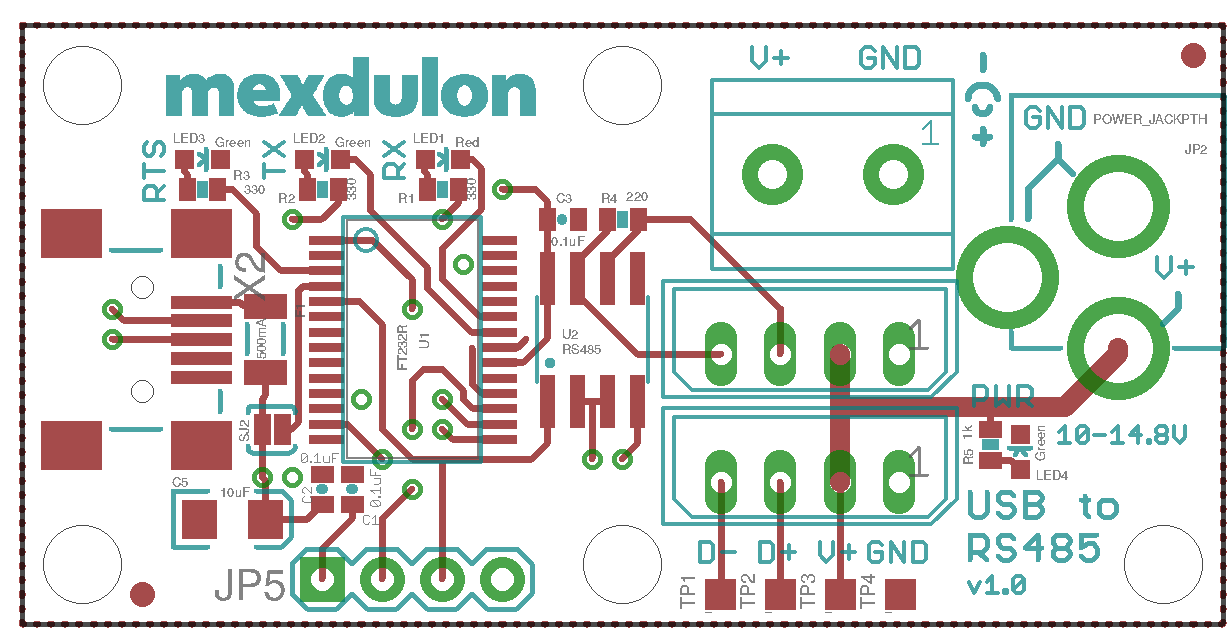 V+ GND
mexdulon
+ -
1
GND POWER_JACKPTH
JP2
LED3 Green
LED2 Green
LED1 Red
RTS
TX
RX
R3
330
R2
330
R1
330
C3
0.1uF
R4 220
X2
F1
500mA
FT232R
U1
U2
RS485
V+
1
PWR
1k
R5
Green
LED4
10-14.8V
SJ2
0.1uF
C5
10uF
C2
0.1uF
C1
1
USB to
RS485
v1.0
D- D+ V+ GND
JP5
TP1
TP2
TP3
TP4